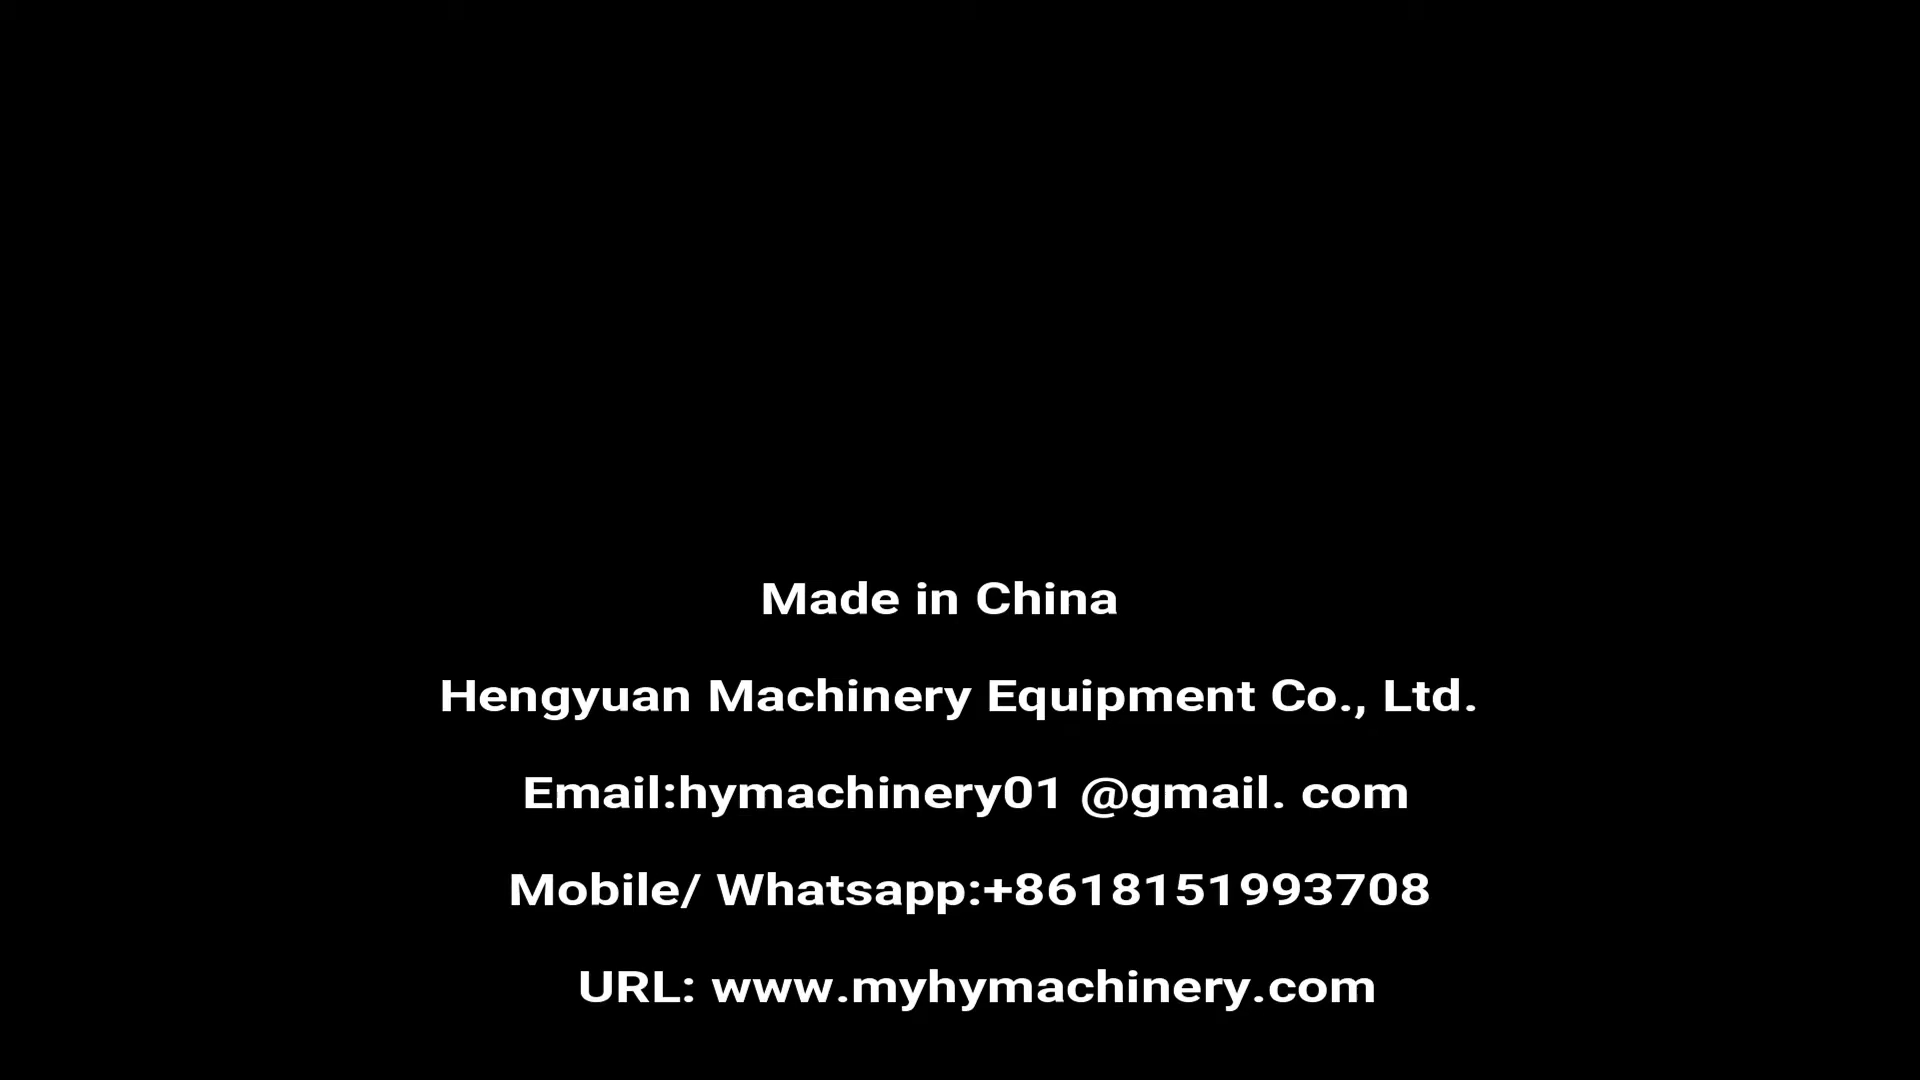 Made in China
Hengyuan Machinery Equipment Co., Ltd.
Email:hymachinery01 @gmail. com
Mobile/ Whatsapp:+8618151993708
URL: www.myhymachinery.com